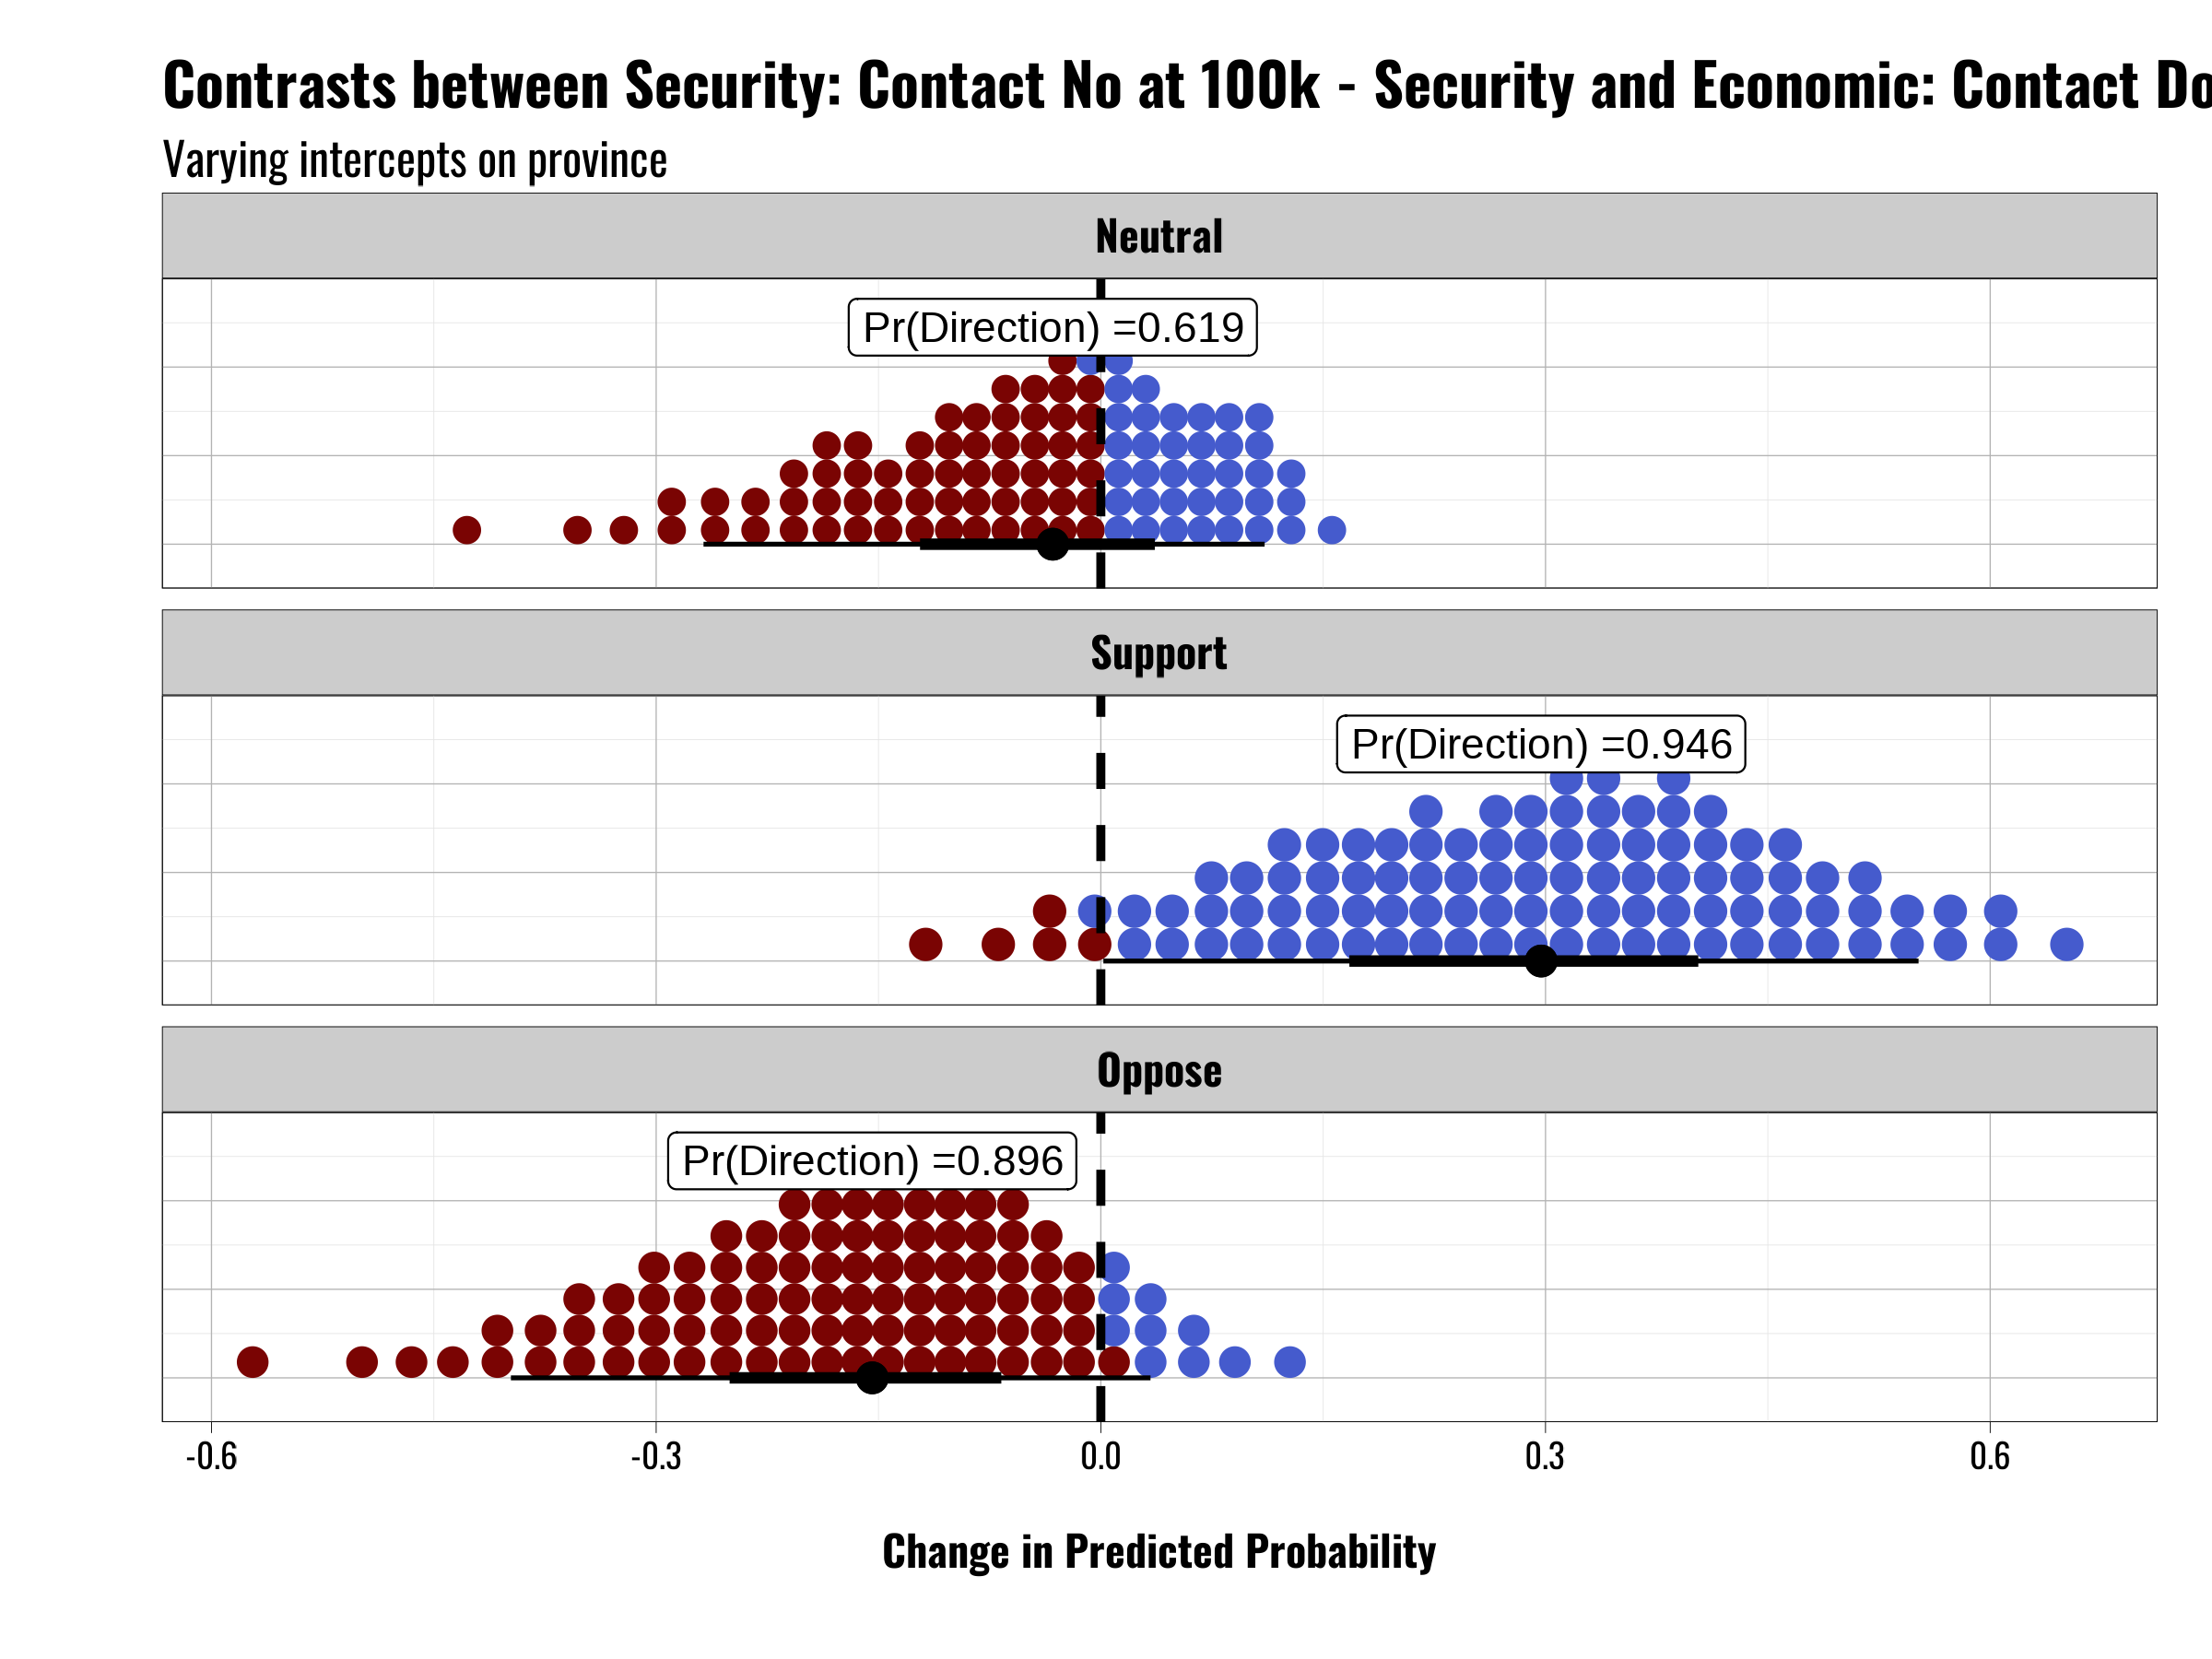 Contrasts between Security: Contact No at 100k - Security and Economic: Contact
Varying intercepts on province
Neutral
Pr(Direction) =0.619
Support
Pr(Direction) =0.946
Oppose
Pr(Direction) =0.896
-0.6 -0.3 0.0 0.3 0.6
Change in Predicted Probability